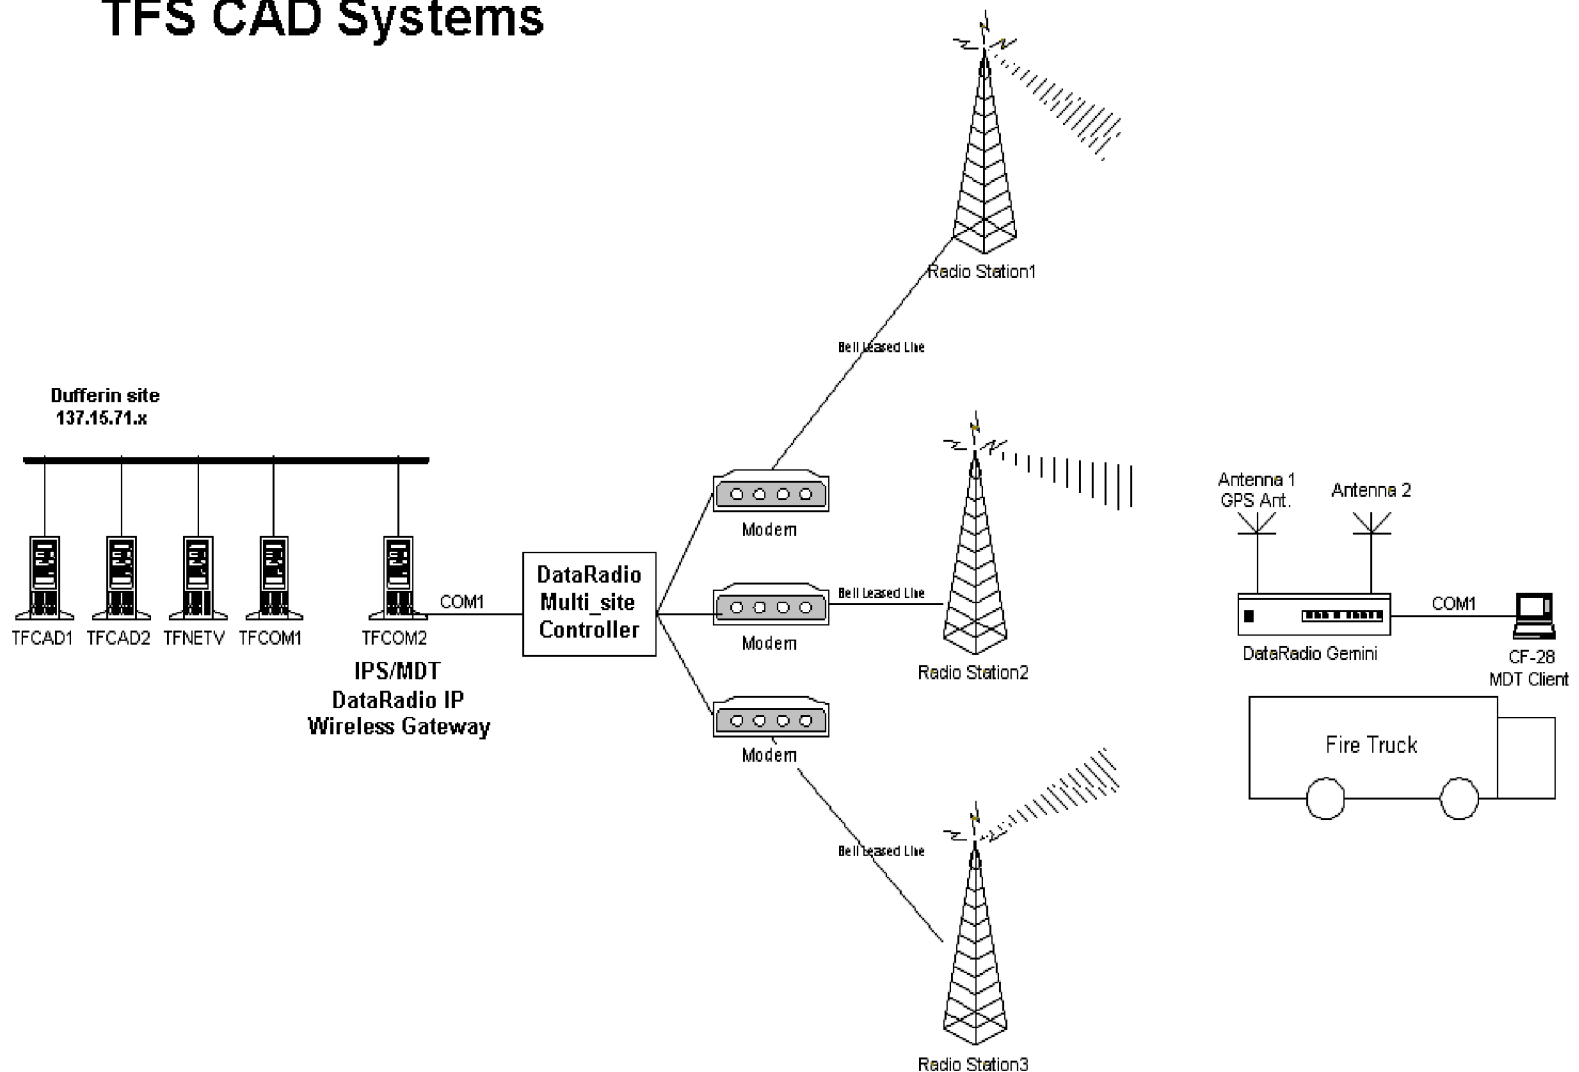 TFS CAD Systems
Radio Station1
Bell Leased Line
Dufferin site
137.15.71.x
TFCAD1
TFCAD2
TFNETV
TFCOM1
TFCOM2
IPS/MDT
DataRadio IP
Wireless Gateway
COM1
DataRadio
Multi_site
Controller
Modem
Modem
Modem
Bell Leased Line
Radio Station2
Bell Leased Line
Radio Station3
Antenna 1
GPS Ant.
Antenna 2
COM1
DataRadio Gemini
CF-28
MDT Client
Fire Truck